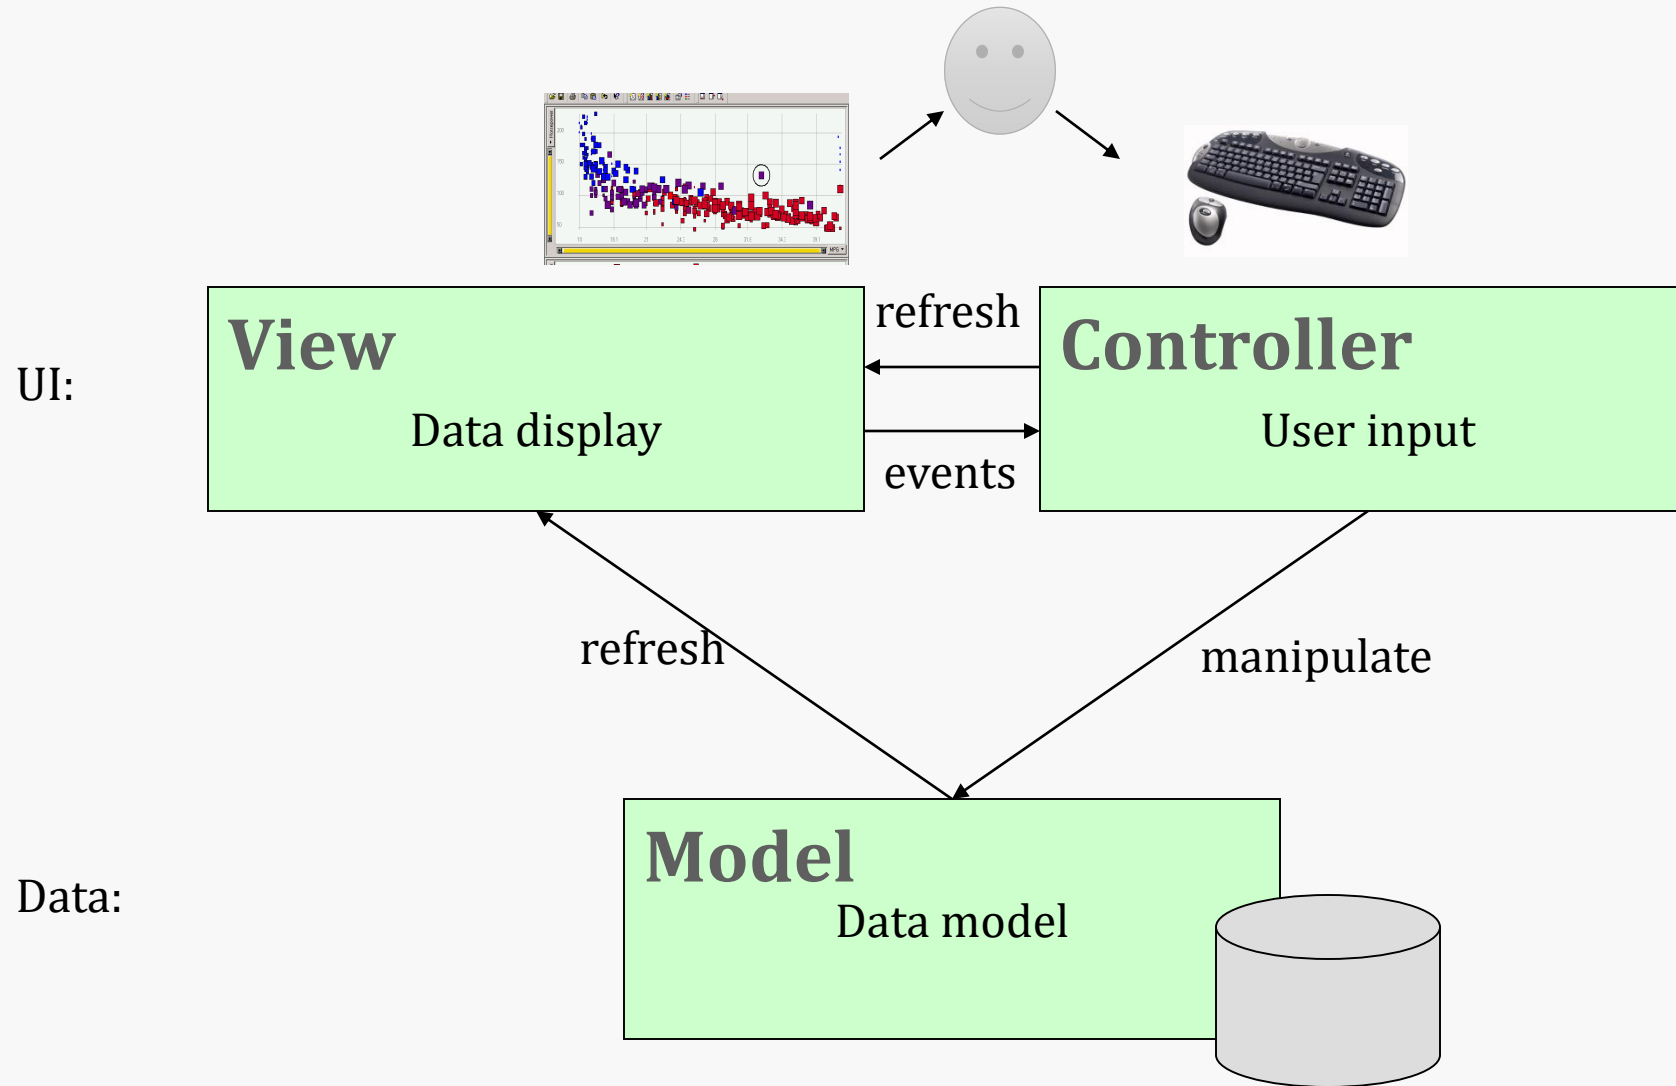 refresh
View
Controller
UI:
Data display
User input
events
refresh
manipulate
Model
Data:
Data model